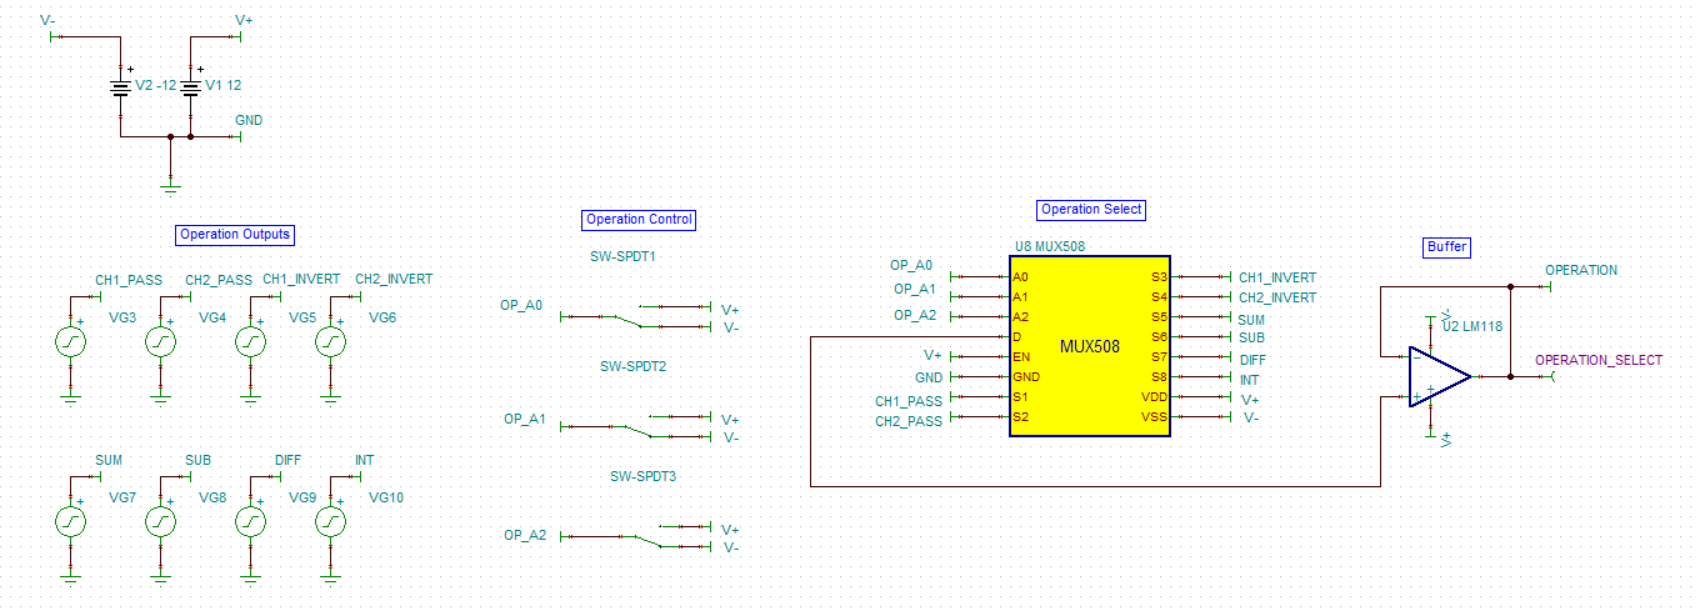 V-
V+
+
+
V2 -12
V1 12
GND
Operation Outputs
CH1_PASS
CH2_PASS
CH1_INVERT
CH2_INVERT
+
VG3
+
VG4
+
VG5
+
VG6
SUM
SUB
DIFF
INT
+
VG7
+
VG8
+
VG9
+
VG10
Operation Control
SW-SPDT1
OP_A0
V+
V-
SW-SPDT2
OP_A1
V+
V-
SW-SPDT3
OP_A2
V+
V-
Operation Select
U8 MUX508
OP_A0
A0
S3
CH1_INVERT
OP_A1
A1
S4
CH2_INVERT
OP_A2
A2
S5
SUM
D
S6
SUB
MUX508
V+
EN
S7
DIFF
GND
GND
S8
INT
CH1_PASS
S1
VDD
V+
CH2_PASS
S2
VSS
V-
Buffer
OPERATION
V-
U2 LM118
OPERATION_SELECT
-
+
+
V+